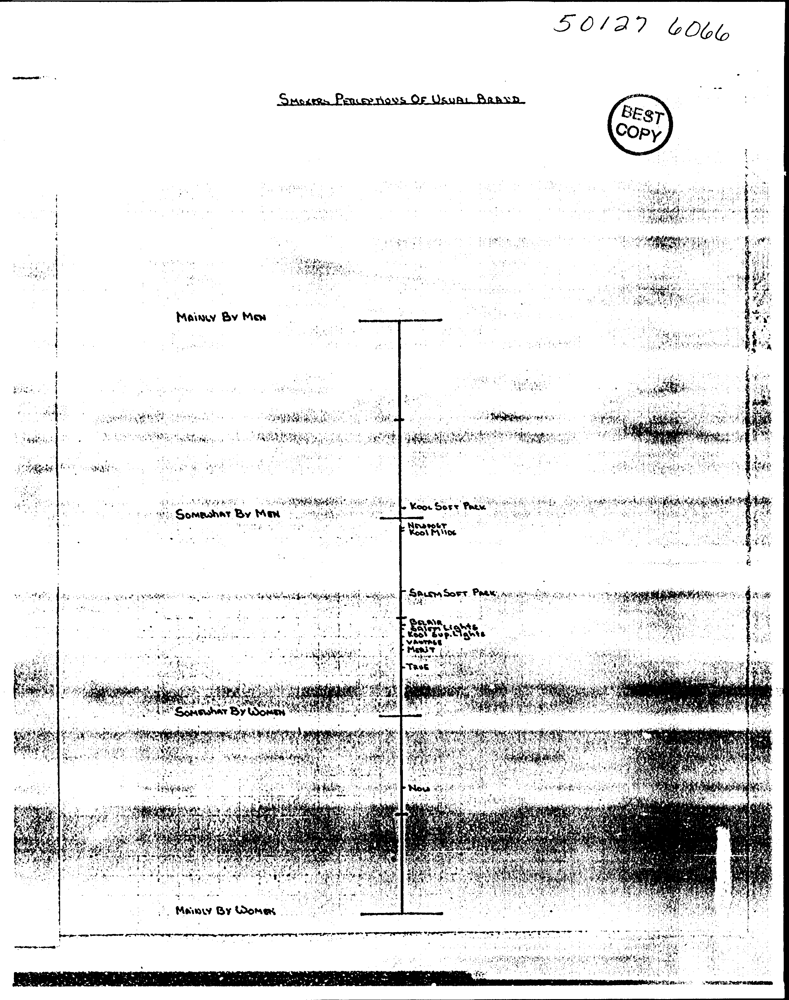 50127 6066
SMOKERS PERCEPTIONS OF USUAL BRAND
BEST
COPY
MAINLY BY MEN
KOOL SOFT PACK
SOMEWHAT BY MEN
NEWPORT
KOOL MILDS
SALEM SOFT PACK
BELAIR
SALEM LIGHTS
KOOL SUP. LIGHTS
VANTAGE
MERIT
TRUE
SOMEWHAT BY WOMEN
NOW
MAINLY BY WOMEN